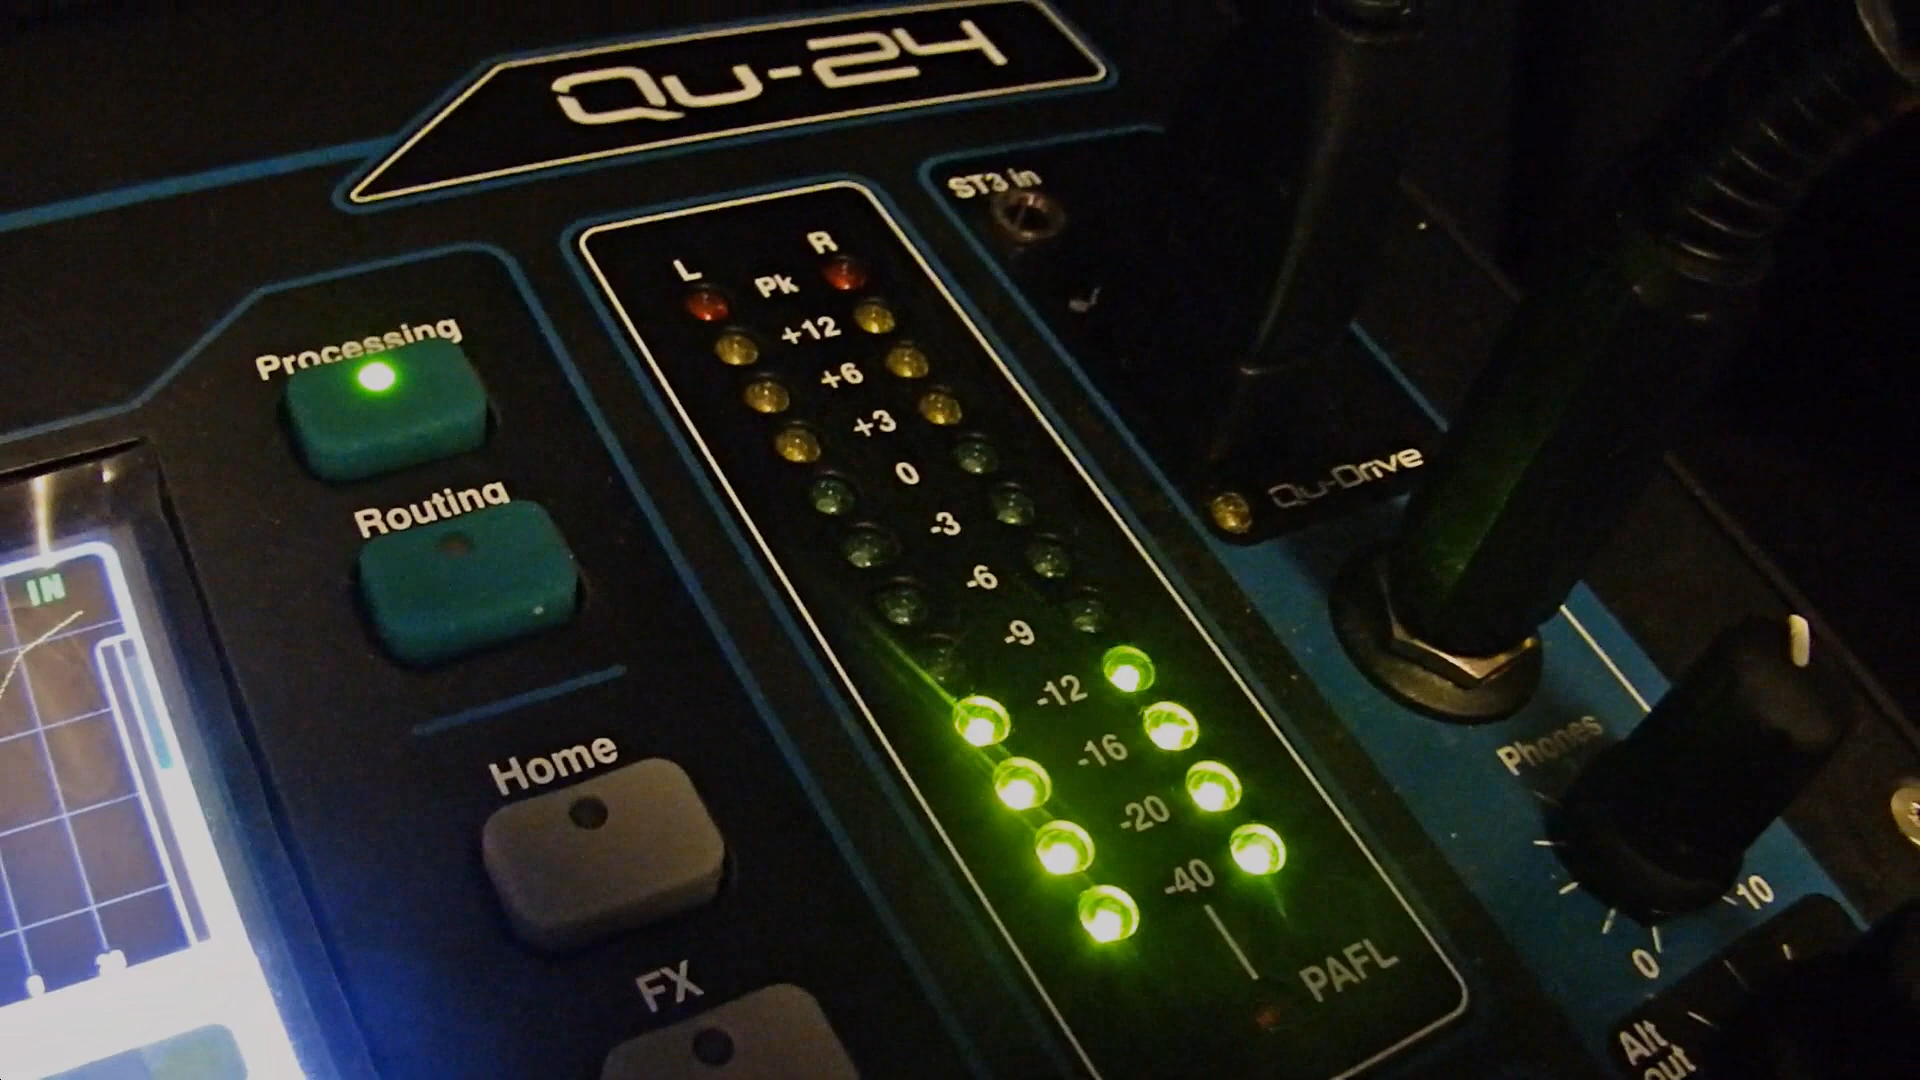 Qu-24
ST3 in
L
R
Pk
+12
+6
+3
0
-3
-6
-9
-12
-16
-20
-40
PAFL
Processing
Routing
Home
FX
IN
Qu-Drive
Phones
0
10
Alt
out